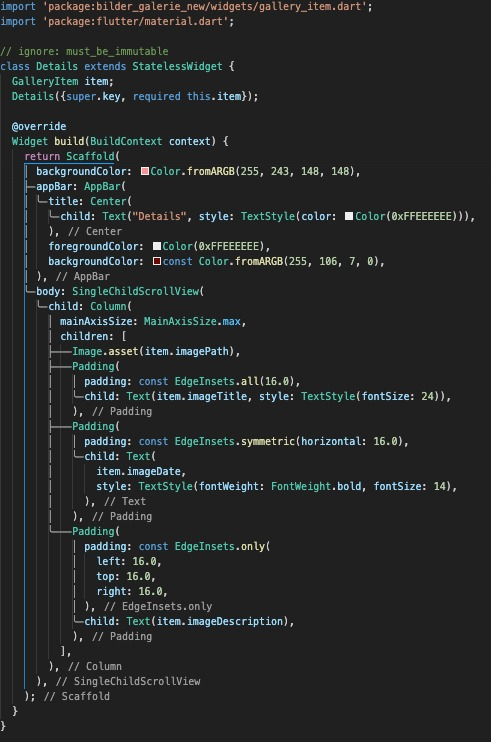 import 'package:bilder_galerie_new/widgets/gallery_item.dart';
import 'package:flutter/material.dart';

// ignore: must_be_immutable
class Details extends StatelessWidget {
  GalleryItem item;
  Details({super.key, required this.item});

  @override
  Widget build(BuildContext context) {
    return Scaffold(
      backgroundColor: Color.fromARGB(255, 243, 148, 148),
      appBar: AppBar(
        title: Center(
          child: Text("Details", style: TextStyle(color: Color(0xFFEEEEEE))),
        ), // Center
        foregroundColor: Color(0xFFEEEEEE),
        backgroundColor: const Color.fromARGB(255, 106, 7, 0),
      ), // AppBar
      body: SingleChildScrollView(
        child: Column(
          mainAxisSize: MainAxisSize.max,
          children: [
            Image.asset(item.imagePath),
            Padding(
              padding: const EdgeInsets.all(16.0),
              child: Text(item.imageTitle, style: TextStyle(fontSize: 24)),
            ), // Padding
            Padding(
              padding: const EdgeInsets.symmetric(horizontal: 16.0),
              child: Text(
                item.imageDate,
                style: TextStyle(fontWeight: FontWeight.bold, fontSize: 14),
              ), // Text
            ), // Padding
            Padding(
              padding: const EdgeInsets.only(
                left: 16.0,
                top: 16.0,
                right: 16.0,
              ), // EdgeInsets.only
              child: Text(item.imageDescription),
            ), // Padding
          ],
        ), // Column
      ), // SingleChildScrollView
    ); // Scaffold
  }
}